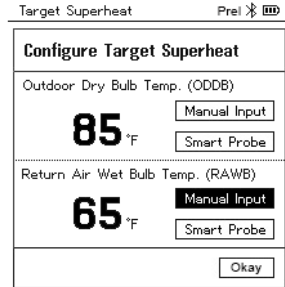 Target Superheat Prel
Configure Target Superheat
Outdoor Dry Bulb Temp. (ODDB)
85 °F
Manual Input
Smart Probe
Return Air Wet Bulb Temp. (RAWB)
65 °F
Manual Input
Smart Probe
Okay